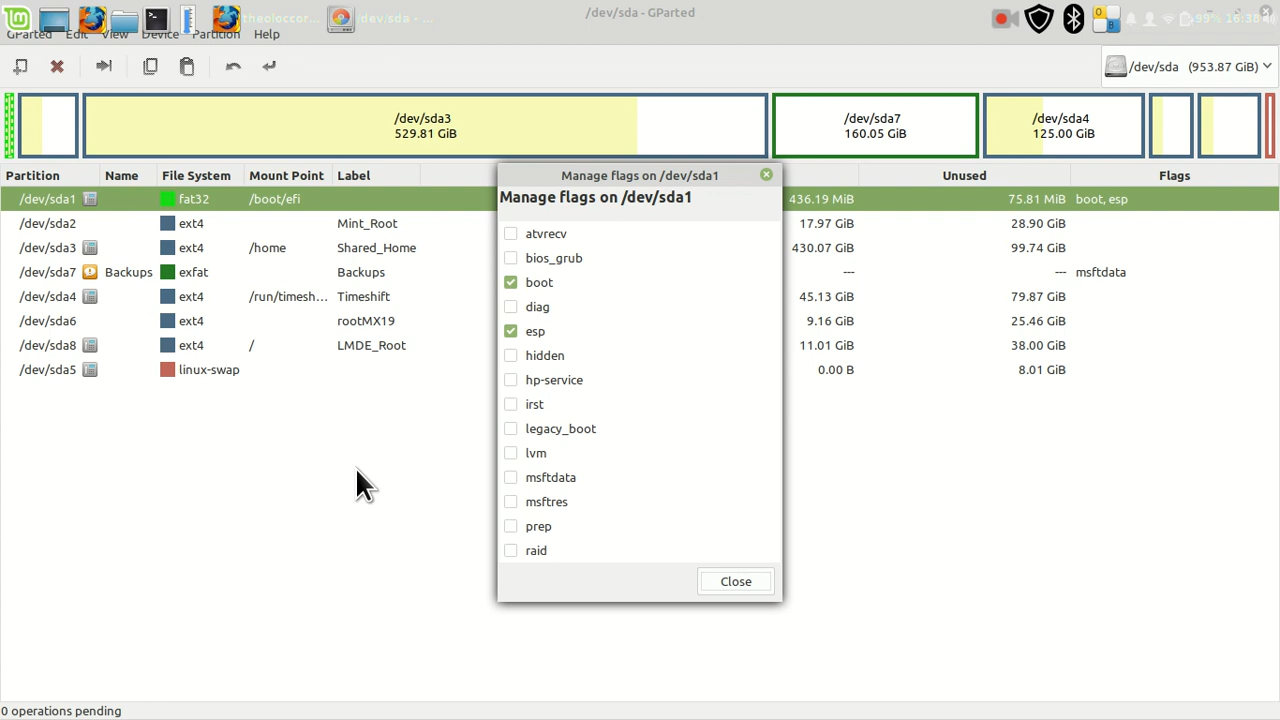 /dev/sda - GParted
/dev/sda - ...
99% 16:38
GParted Edit View Device Partition Help
/dev/sda (953.87 GiB)
/dev/sda3
529.81 GiB
/dev/sda7
160.05 GiB
/dev/sda4
125.00 GiB
Partition Name File System Mount Point Label Unused Flags
/dev/sda1 fat32 /boot/efi 436.19 MiB 75.81 MiB boot, esp
/dev/sda2 ext4 Mint_Root 17.97 GiB 28.90 GiB
/dev/sda3 ext4 /home Shared_Home 430.07 GiB 99.74 GiB
/dev/sda7 Backups exfat Backups --- --- msftdata
/dev/sda4 ext4 /run/timesh... Timeshift 45.13 GiB 79.87 GiB
/dev/sda6 ext4 rootMX19 9.16 GiB 25.46 GiB
/dev/sda8 ext4 / LMDE_Root 11.01 GiB 38.00 GiB
/dev/sda5 linux-swap 0.00 B 8.01 GiB
Manage flags on /dev/sda1
Manage flags on /dev/sda1
atvrecv
bios_grub
boot
diag
esp
hidden
hp-service
irst
legacy_boot
lvm
msftdata
msftres
prep
raid
Close
0 operations pending